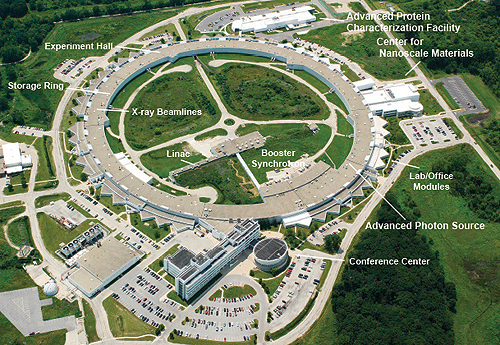 Advanced Protein
Characterization Facility
Experiment Hall
Center for
Nanoscale Materials
Storage Ring
X-ray Beamlines
Linac
Booster
Synchrotron
Lab/Office
Modules
Advanced Photon Source
Conference Center